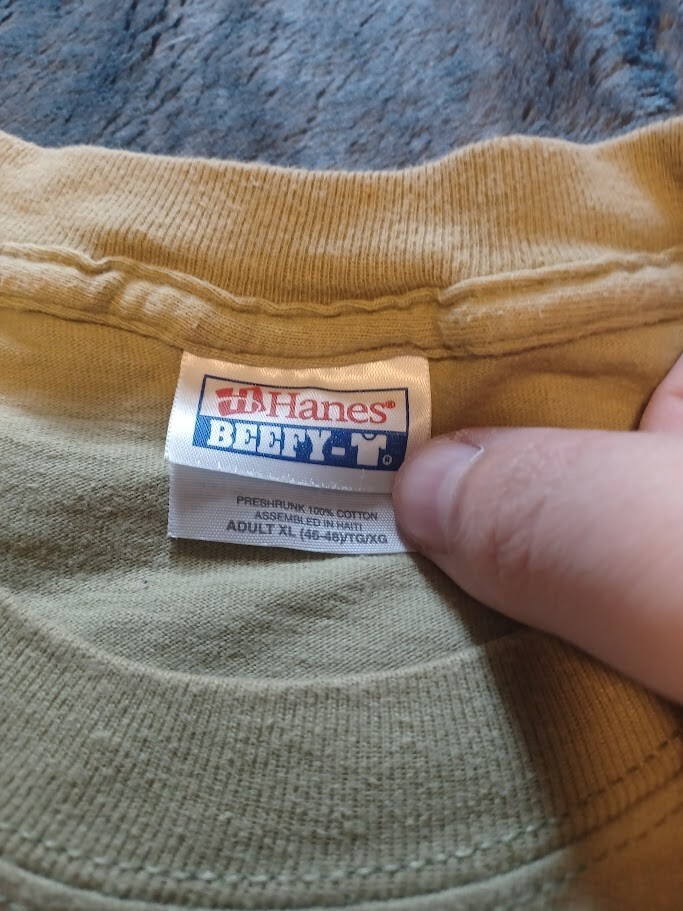 Hanes®
BEEFY-T®
PRESHRUNK 100% COTTON
ASSEMBLED IN HAITI
ADULT XL (46-48)/TG/XG